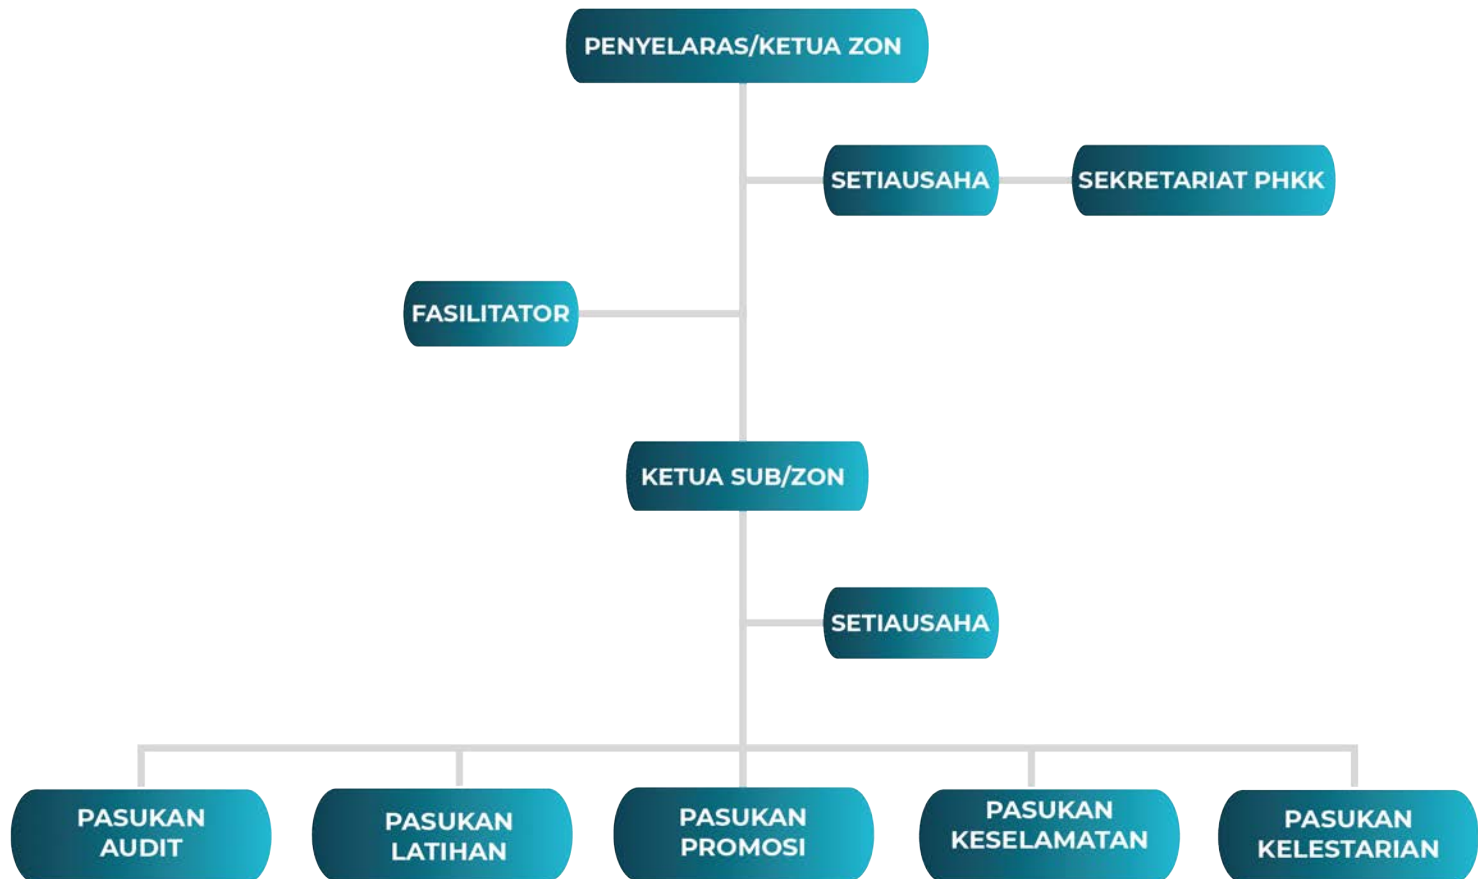 PENYELARAS/KETUA ZON
SETIAUSAHA
SEKRETARIAT PHKK
FASILITATOR
KETUA SUB/ZON
SETIAUSAHA
PASUKAN
AUDIT
PASUKAN
LATIHAN
PASUKAN
PROMOSI
PASUKAN
KESELAMATAN
PASUKAN
KELESTARIAN